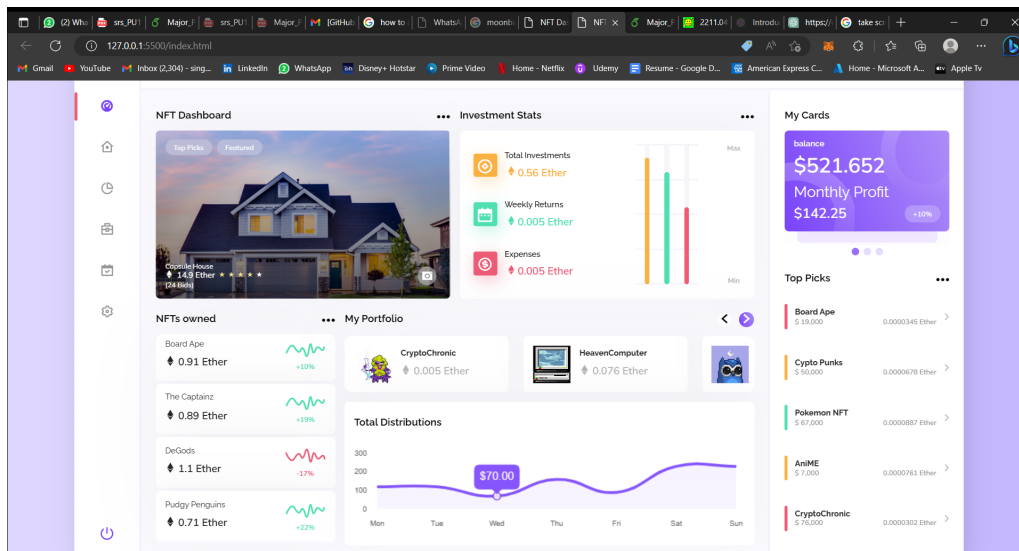 (2) Wha
srs_PU1
Major_F
srs_PU1
Major_F
(GitHub
how to
WhatsA
moonb
NFT Das
NFT
Major_F
2211.04
Introdu
https:/
take scr
127.0.0.1:5500/index.html
Gmail
YouTube
Inbox (2,304) - sing...
LinkedIn
WhatsApp
Disney+ Hotstar
Prime Video
Home - Netflix
Udemy
Resume - Google D...
American Express C...
Home - Microsoft A...
Apple Tv
NFT Dashboard
Top Picks
Featured
Capsule House
14.9 Ether
(24 Bids)
Investment Stats
Total Investments
0.56 Ether
Weekly Returns
0.005 Ether
Expenses
0.005 Ether
Max
Min
My Cards
balance
$521.652
Monthly Profit
$142.25
+10%
NFTs owned
Board Ape
0.91 Ether
+10%
The Captainz
0.89 Ether
+19%
DeGods
1.1 Ether
-17%
Pudgy Penguins
0.71 Ether
+22%
My Portfolio
CryptoChronic
0.005 Ether
HeavenComputer
0.076 Ether
Total Distributions
300
200
100
0
$70.00
Mon
Tue
Wed
Thu
Fri
Sat
Sun
Top Picks
Board Ape
$ 19,000
0.0000345 Ether
Cypto Punks
$ 50,000
0.0000678 Ether
Pokemon NFT
$ 67,000
0.0000887 Ether
AniME
$ 7,000
0.0000761 Ether
CryptoChronic
$ 76,000
0.0000302 Ether